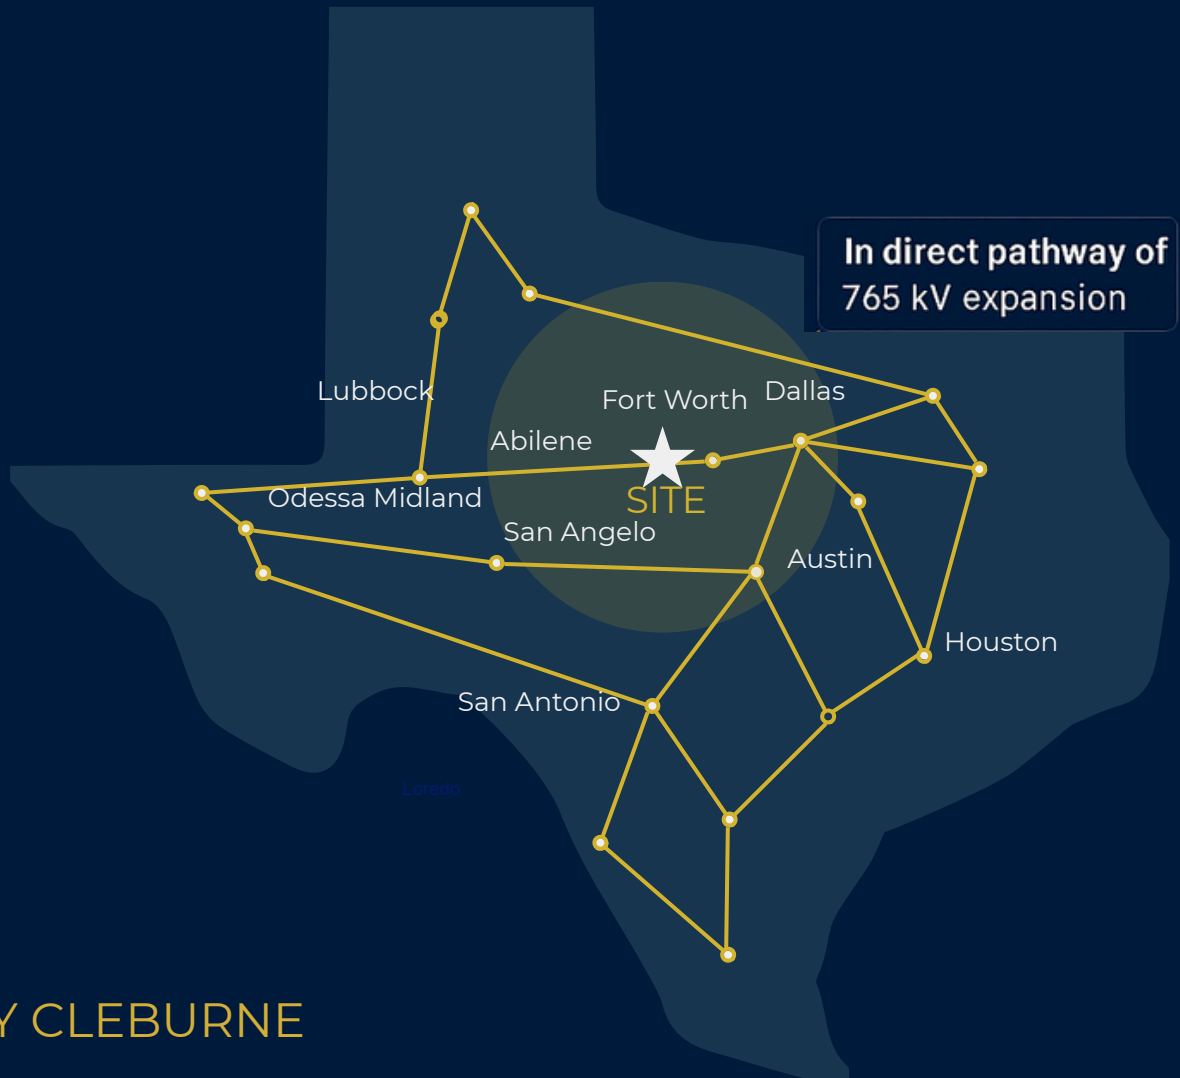 In direct pathway of
765 kV expansion
Lubbock
Fort Worth
Dallas
Abilene
Odessa Midland
SITE
San Angelo
Austin
Houston
San Antonio
Loredo
Y CLEBURNE